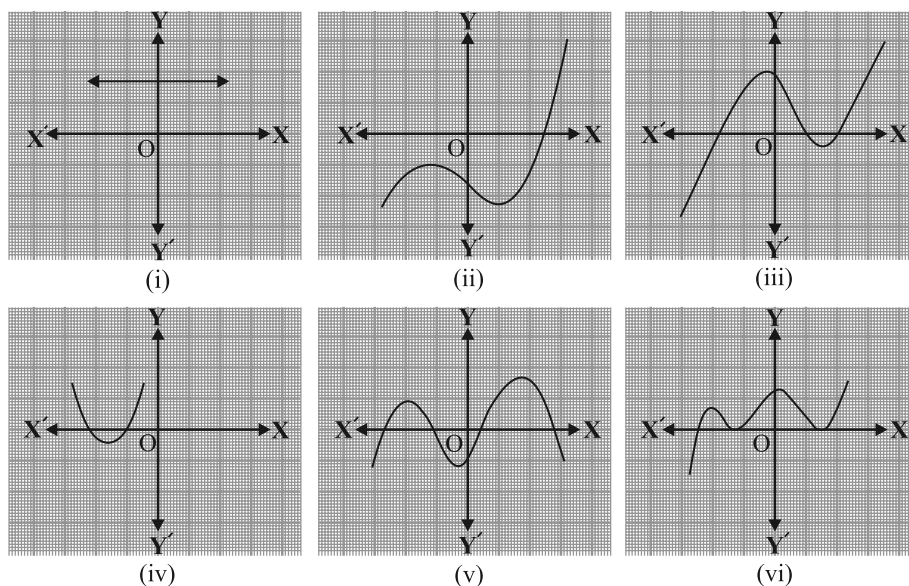 Y Y Y
X′ O X X′ O X X′ O X
Y′ Y′ Y′
(i) (ii) (iii)
Y Y Y
X′ O X X′ O X X′ O X
Y′ Y′ Y′
(iv) (v) (vi)